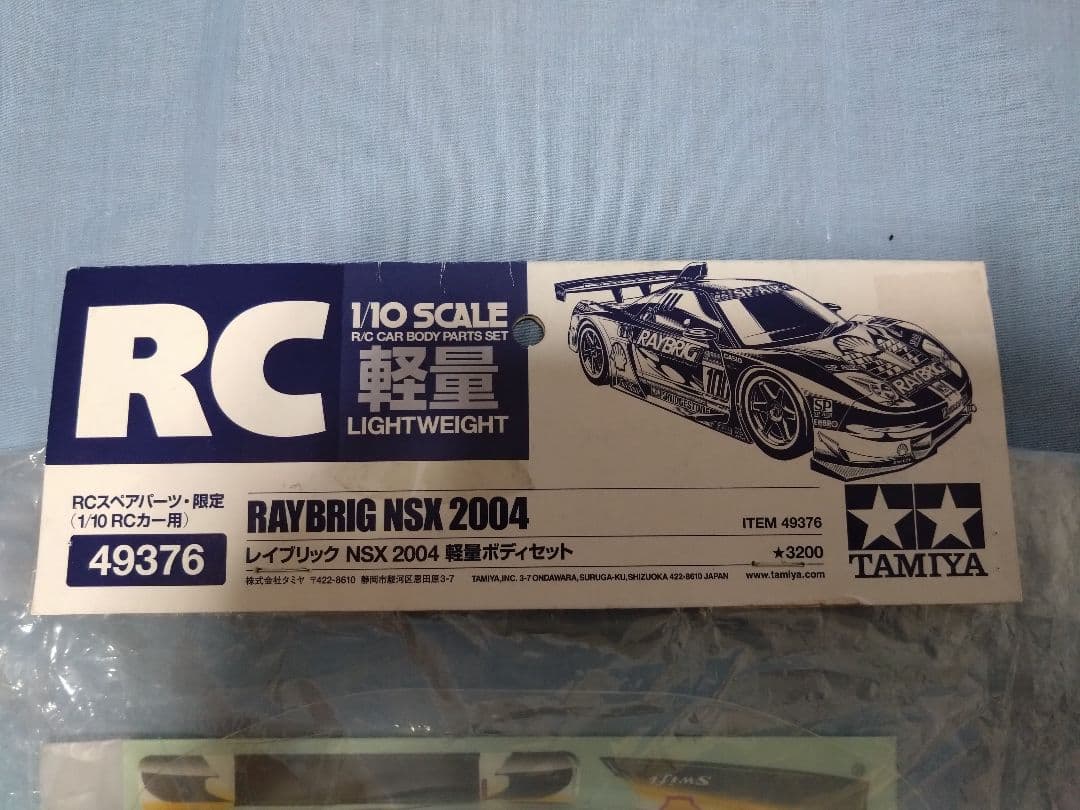 RC
1/10 SCALE
R/C CAR BODY PARTS SET
軽量
LIGHTWEIGHT
RAYBRIG
RAYBRIG
SP
RCスペアパーツ・限定
(1/10 RCカー用)
49376
RAYBRIG NSX 2004
レイブリック NSX 2004 軽量ボディセット
ITEM 49376
★3200
株式会社タミヤ 〒422-8610 静岡市駿河区恩田原3-7
TAMIYA,INC. 3-7 ONDAWARA, SURUGA-KU, SHIZUOKA 422-8610 JAPAN
www.tamiya.com
TAMIYA
Swish